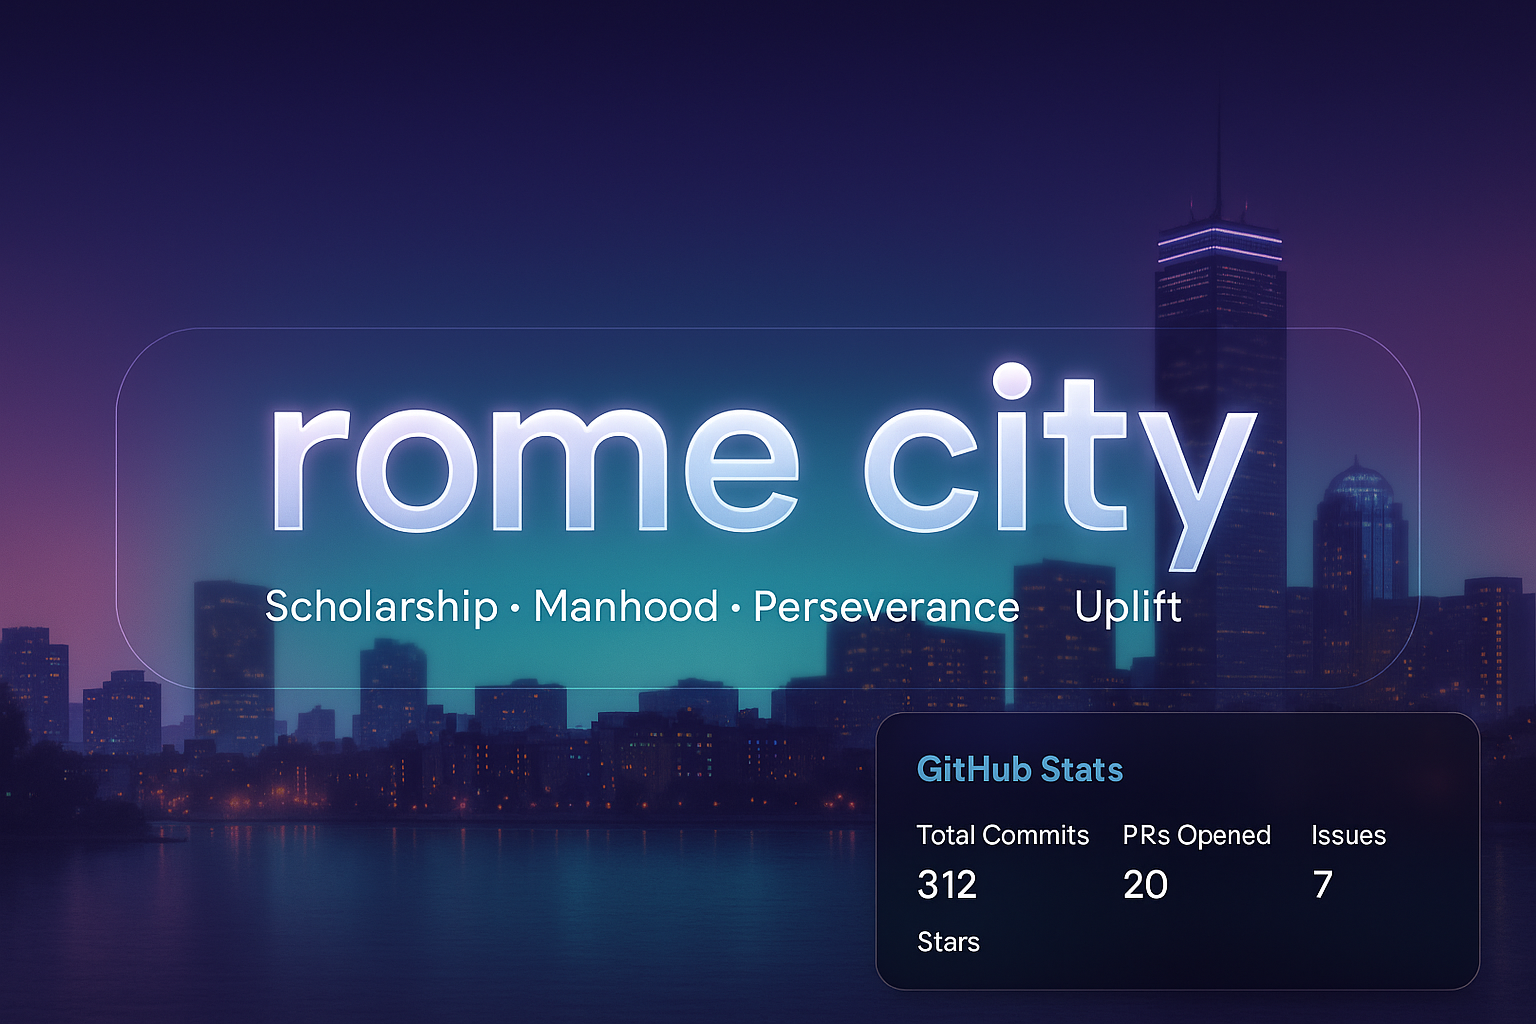 rome city
Scholarship • Manhood • Perseverance Uplift
GitHub Stats
Total Commits PRs Opened Issues
312 20 7
Stars